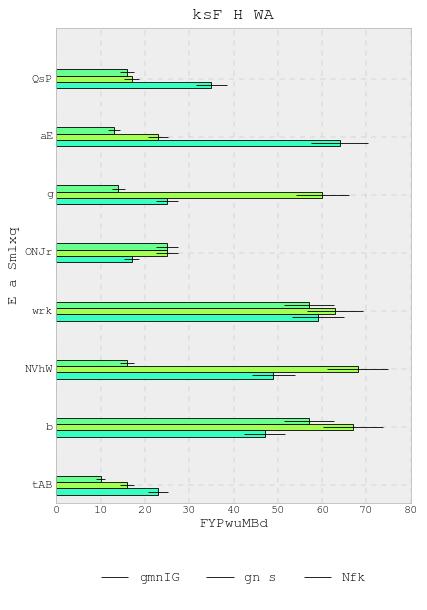 ksF H WA
QsP
aE
g
ONJr
wrk
NVhW
b
tAB
E a Smlxq
0 10 20 30 40 50 60 70 80
FYPwuMBd
gmnIG gn s Nfk